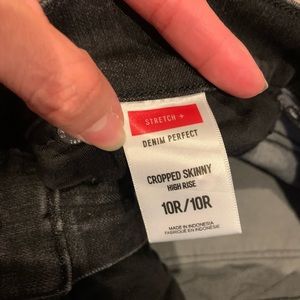 STRETCH +
DENIM PERFECT
CROPPED SKINNY
HIGH RISE
10R/10R
MADE IN INDONESIA
FABRIQUÉ EN INDONÉSIE